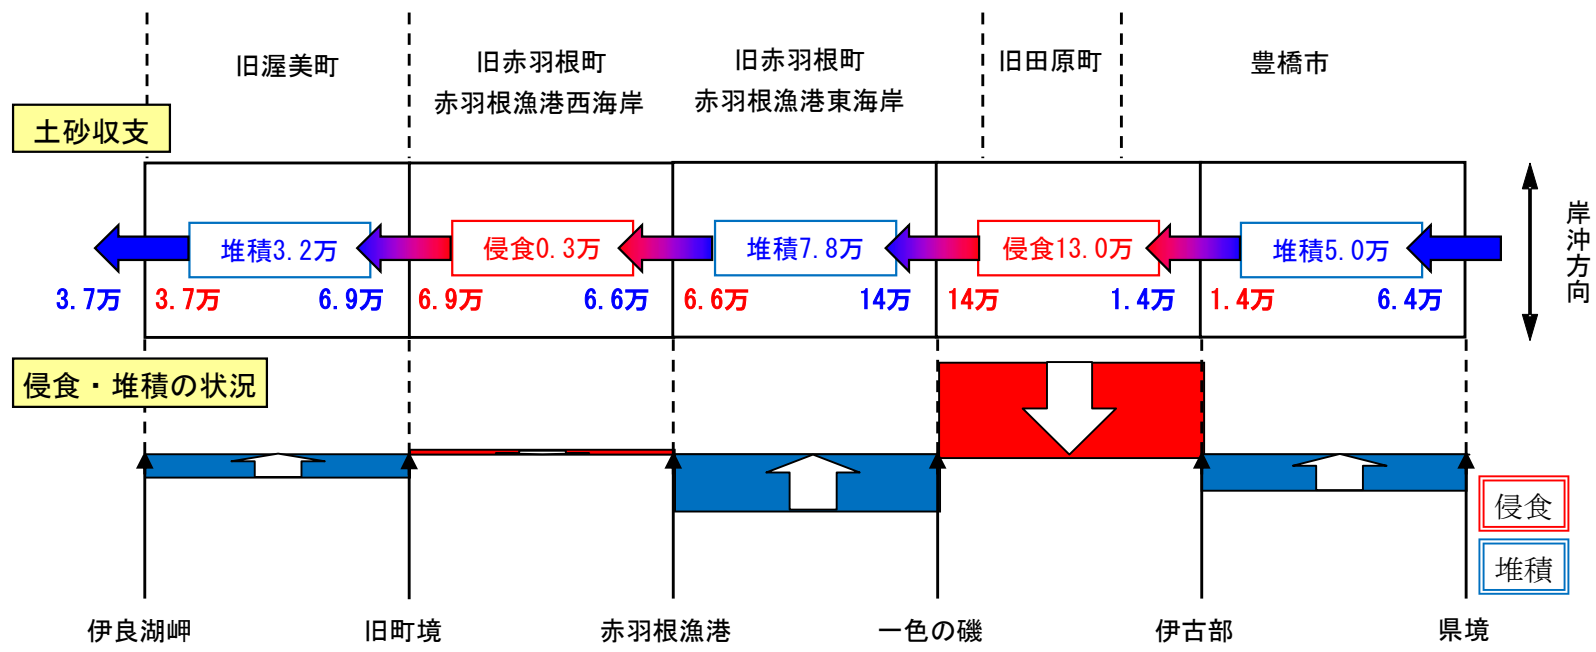 旧渥美町
旧赤羽根町
赤羽根漁港西海岸
旧赤羽根町
赤羽根漁港東海岸
旧田原町
豊橋市
土砂収支
堆積3.2万
侵食0.3万
堆積7.8万
侵食13.0万
堆積5.0万
3.7万
3.7万
6.9万
6.9万
6.6万
6.6万
14万
14万
1.4万
1.4万
6.4万
岸沖方向
侵食・堆積の状況
侵食
堆積
伊良湖岬
旧町境
赤羽根漁港
一色の磯
伊古部
県境